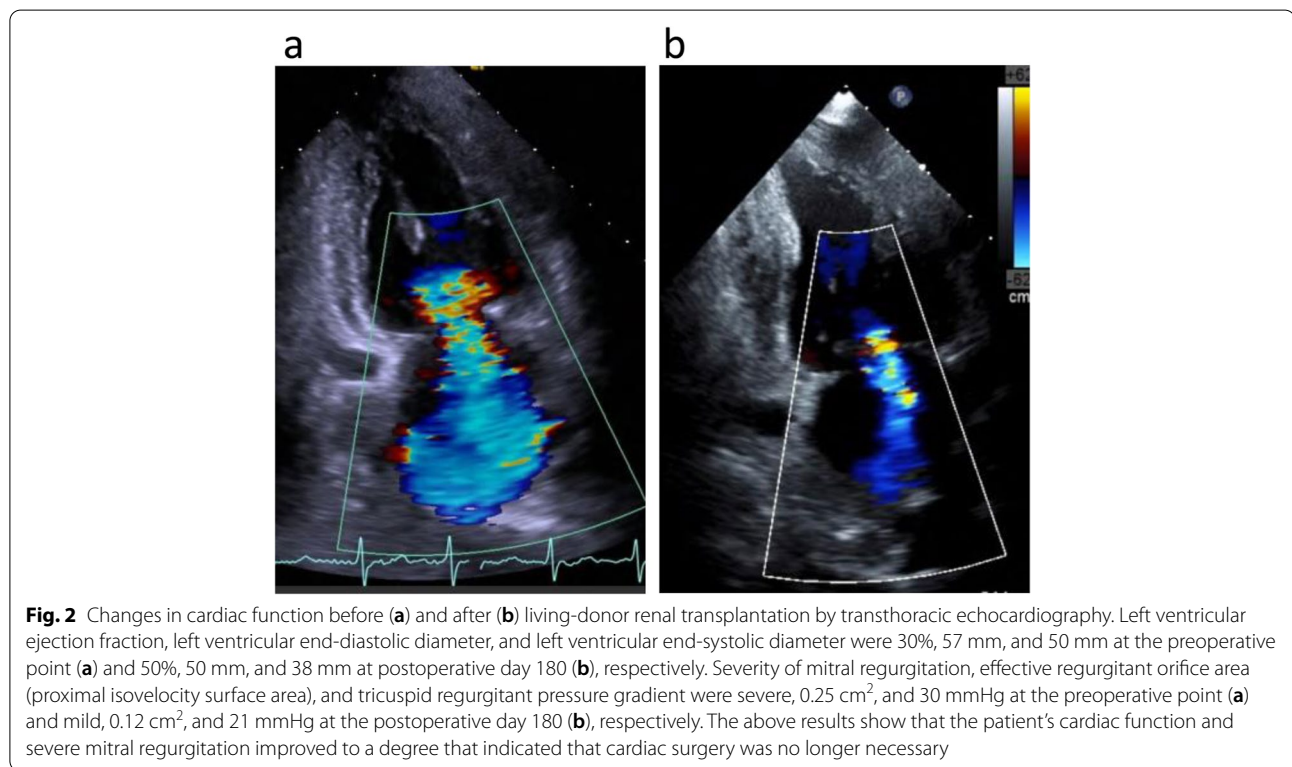 a
b
P
+62
-62
cm
Fig. 2 Changes in cardiac function before (a) and after (b) living-donor renal transplantation by transthoracic echocardiography. Left ventricular
ejection fraction, left ventricular end-diastolic diameter, and left ventricular end-systolic diameter were 30%, 57 mm, and 50 mm at the preoperative
point (a) and 50%, 50 mm, and 38 mm at postoperative day 180 (b), respectively. Severity of mitral regurgitation, effective regurgitant orifice area
(proximal isovelocity surface area), and tricuspid regurgitant pressure gradient were severe, 0.25 cm², and 30 mmHg at the preoperative point (a)
and mild, 0.12 cm², and 21 mmHg at the postoperative day 180 (b), respectively. The above results show that the patient’s cardiac function and
severe mitral regurgitation improved to a degree that indicated that cardiac surgery was no longer necessary